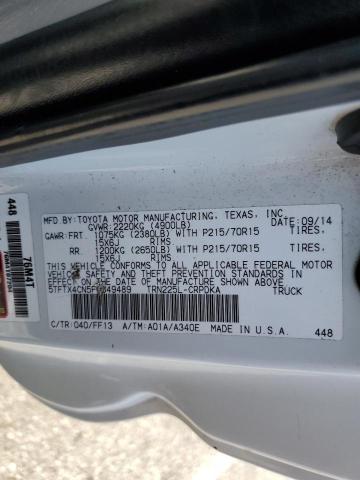 MFD BY: TOYOTA MOTOR MANUFACTURING, TEXAS, INC. DATE: 09/14
GVWR: 2220KG (4900LB)
GAWR: FRT. 1075KG (2380LB) WITH P215/70R15 TIRES,
15X6J RIMS
RR. 1200KG (2650LB) WITH P215/70R15 TIRES,
15X6J RIMS
THIS VEHICLE CONFORMS TO ALL APPLICABLE FEDERAL MOTOR
VEHICLE SAFETY STANDARDS IN
EFFECT ON THE DATE OF MANUFACTURE SHOWN ABOVE.
TRN225L-CRPDKA TRUCK
C/TR: 040/FF13 A/TM: A01A/A340E MADE IN U.S.A.
448
448